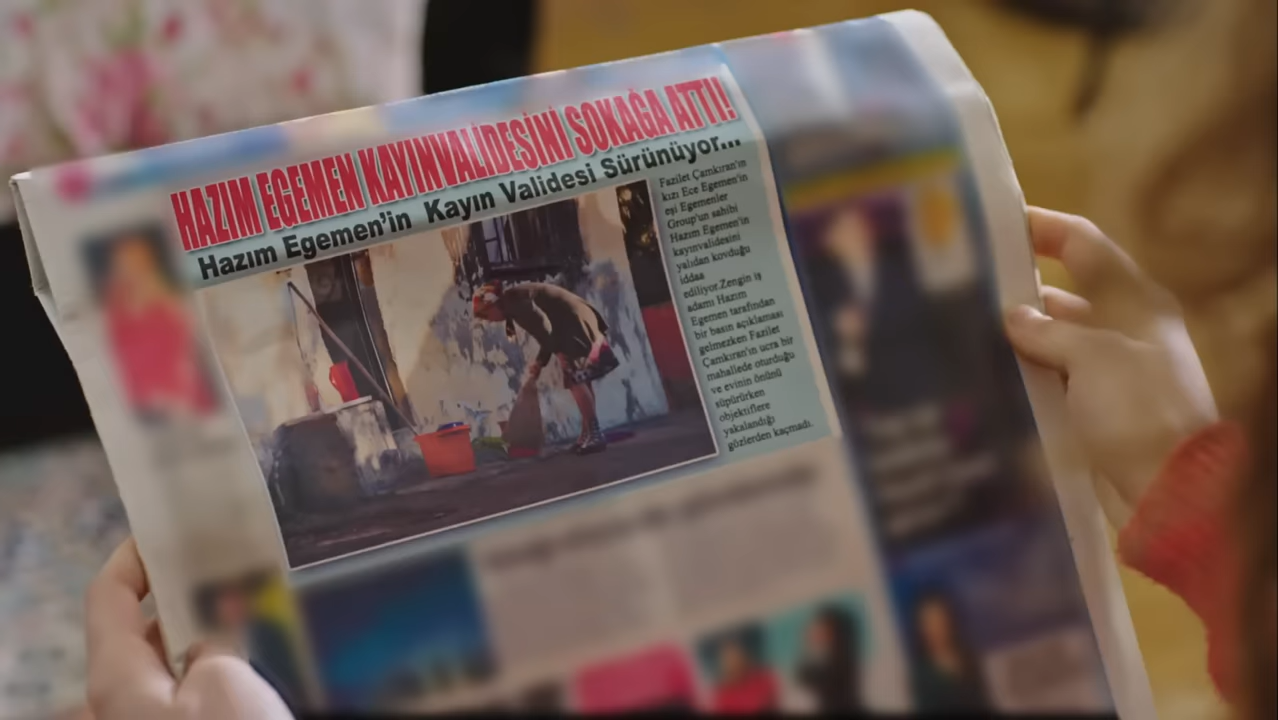 HAZIM EGEMEN KAYINVALİDESİNİ SOKAĞA ATTI!
Hazım Egemen'in Kayın Validesi Sürünüyor...
Fazilet Çamkıran'ın
kızı Ece Egemen'in
eşi Egemenler
Group'un sahibi
Hazım Egemen'in
kayınvalidesini
yalıdan kovduğu
iddaa
ediliyor.Zengin iş
adamı Hazım
Egemen tarafından
bir basın açıklaması
gelmezken Fazilet
Çamkıran'ın ucra bir
mahallede oturduğu
ve evinin önünü
süpürürken
objektiflere
yakalandığı
gözlerden kaçmadı.